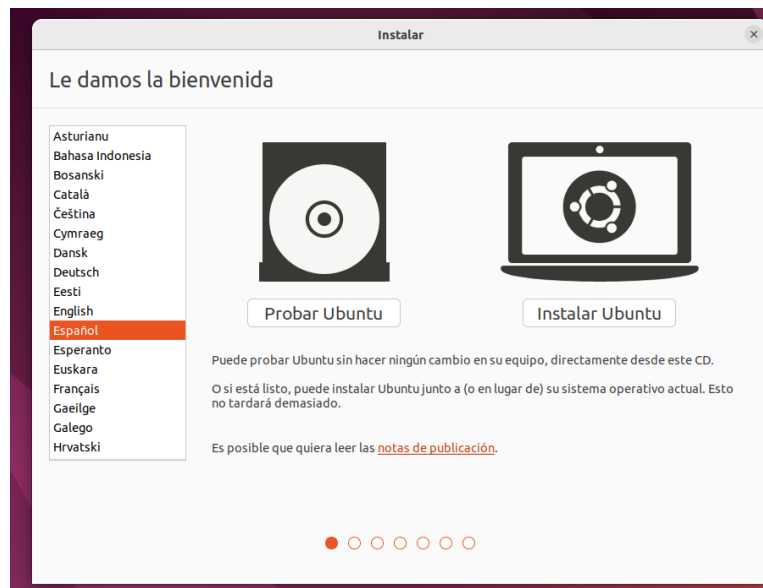 Instalar
Le damos la bienvenida
Asturianu
Bahasa Indonesia
Bosanski
Català
Čeština
Cymraeg
Dansk
Deutsch
Eesti
English
Español
Esperanto
Euskara
Français
Gaeilge
Galego
Hrvatski
Probar Ubuntu
Instalar Ubuntu
Puede probar Ubuntu sin hacer ningún cambio en su equipo, directamente desde este CD.
O si está listo, puede instalar Ubuntu junto a (o en lugar de) su sistema operativo actual. Esto
no tardará demasiado.
Es posible que quiera leer las notas de publicación.